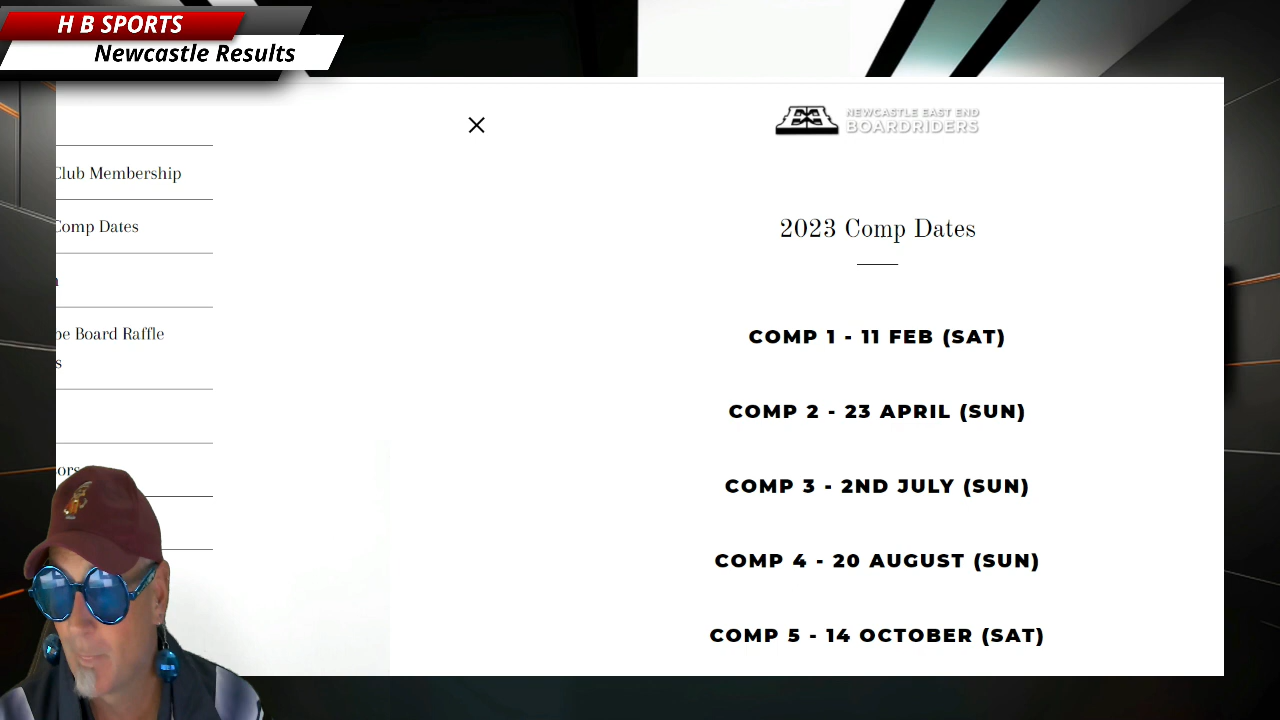 H B SPORTS
Newcastle Results
NEWCASTLE EAST END
BOARDRIDERS
Club Membership
Comp Dates
Board Raffle
2023 Comp Dates
COMP 1 - 11 FEB (SAT)
COMP 2 - 23 APRIL (SUN)
COMP 3 - 2ND JULY (SUN)
COMP 4 - 20 AUGUST (SUN)
COMP 5 - 14 OCTOBER (SAT)